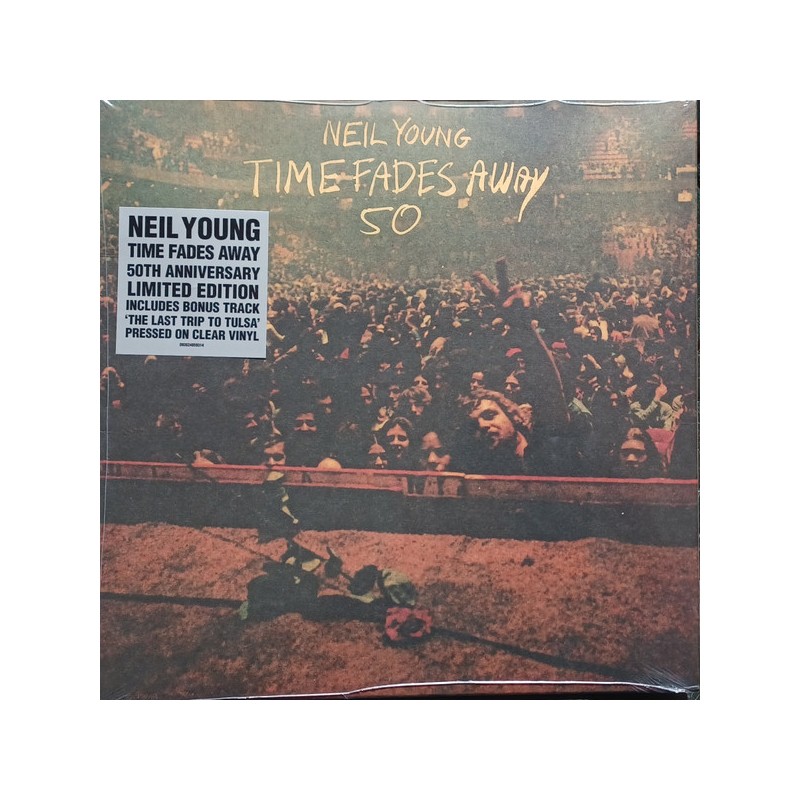 NEIL YOUNG
TIME FADES AWAY
50
NEIL YOUNG
TIME FADES AWAY
50TH ANNIVERSARY
LIMITED EDITION
INCLUDES BONUS TRACK
'THE LAST TRIP TO TULSA'
PRESSED ON CLEAR VINYL